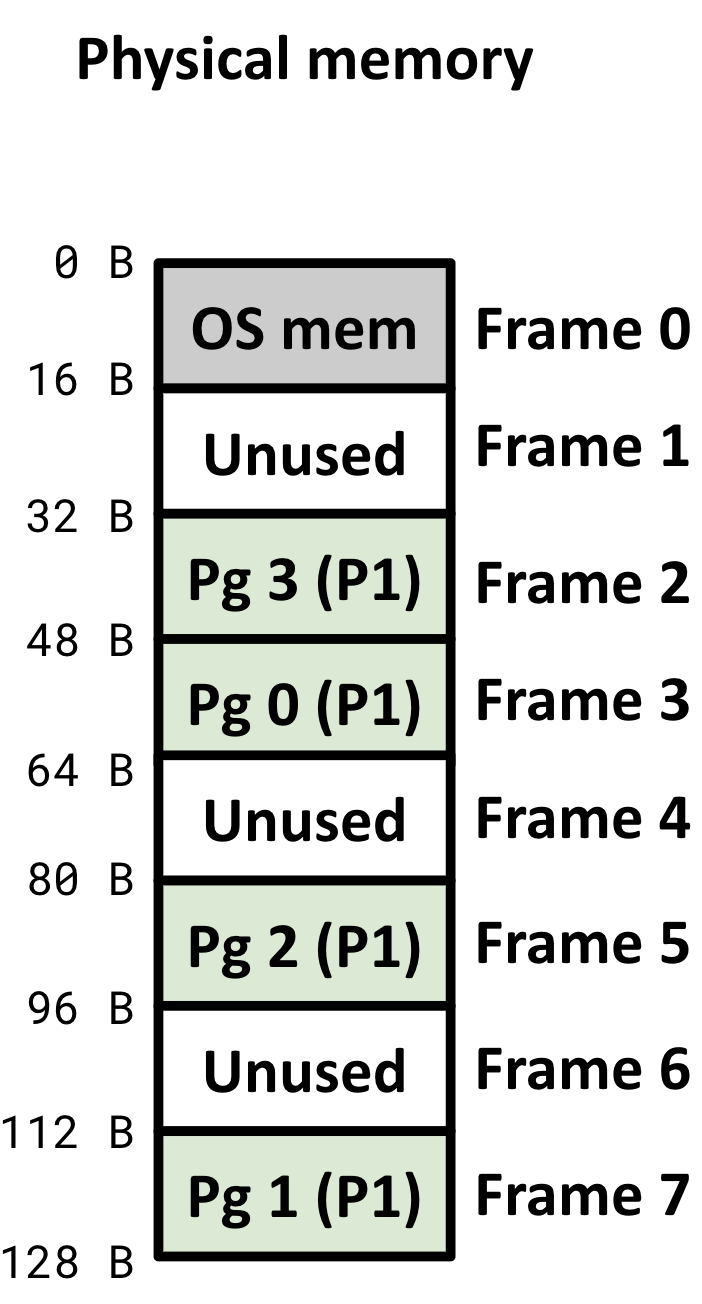 Physical memory
0 B
OS mem Frame 0
16 B
Unused Frame 1
32 B
Pg 3 (P1) Frame 2
48 B
Pg 0 (P1) Frame 3
64 B
Unused Frame 4
80 B
Pg 2 (P1) Frame 5
96 B
Unused Frame 6
112 B
Pg 1 (P1) Frame 7
128 B